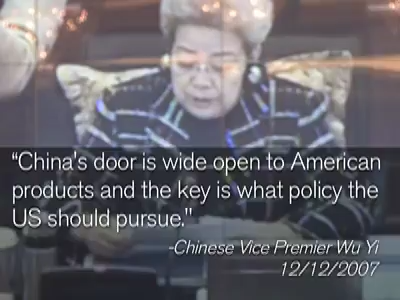 “China's door is wide open to American
products and the key is what policy the
US should pursue."
-Chinese Vice Premier Wu Yi
12/12/2007